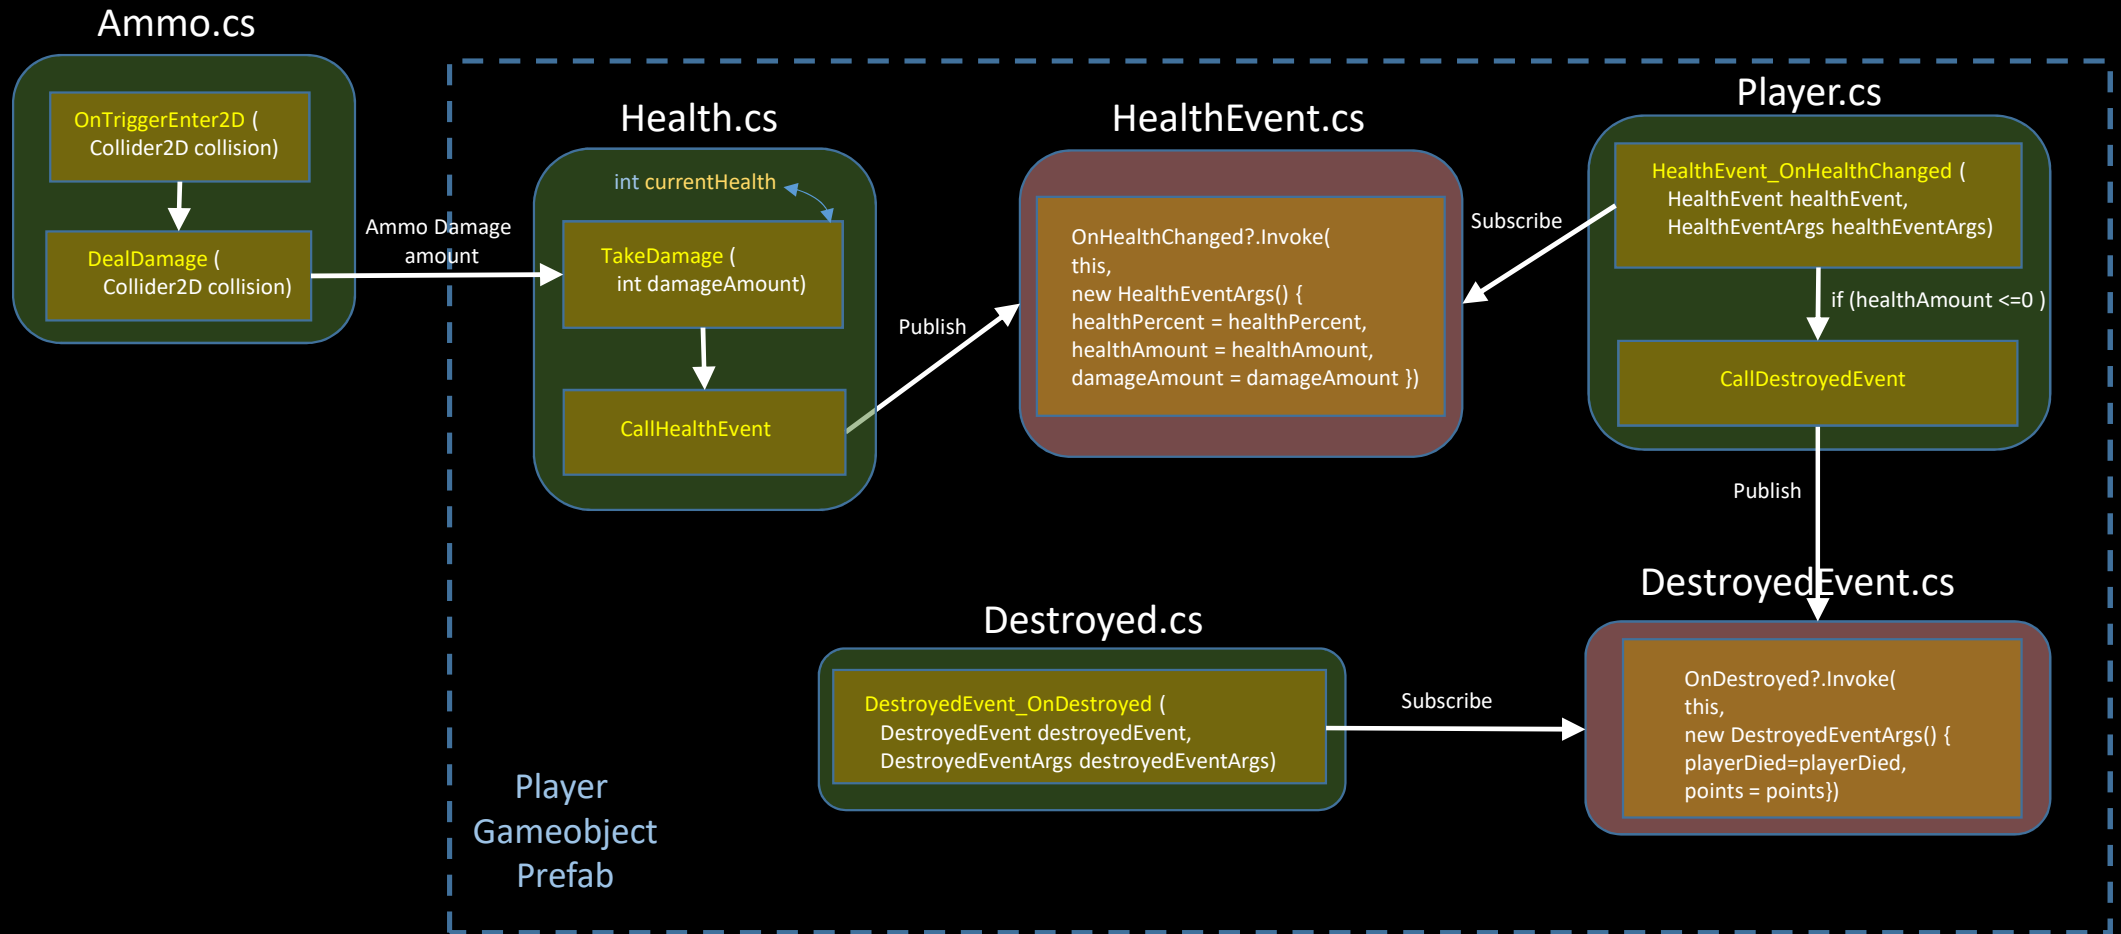 Ammo.cs
OnTriggerEnter2D (
Collider2D collision)
DealDamage (
Collider2D collision)
Ammo Damage
amount
Health.cs
int currentHealth
TakeDamage (
int damageAmount)
CallHealthEvent
Publish
HealthEvent.cs
OnHealthChanged?.Invoke(
this,
new HealthEventArgs() {
healthPercent = healthPercent,
healthAmount = healthAmount,
damageAmount = damageAmount })
Subscribe
Player.cs
HealthEvent_OnHealthChanged (
HealthEvent healthEvent,
HealthEventArgs healthEventArgs)
if (healthAmount <=0 )
CallDestroyedEvent
Publish
DestroyedEvent.cs
OnDestroyed?.Invoke(
this,
new DestroyedEventArgs() {
playerDied=playerDied,
points = points})
Subscribe
Destroyed.cs
DestroyedEvent_OnDestroyed (
DestroyedEvent destroyedEvent,
DestroyedEventArgs destroyedEventArgs)
Player
Gameobject
Prefab